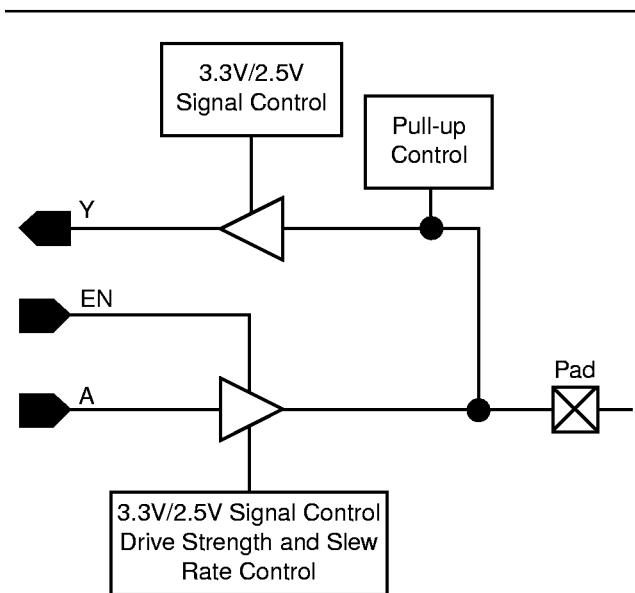 3.3V/2.5V
Signal Control
Pull-up
Control
Y
EN
A
Pad
3.3V/2.5V Signal Control
Drive Strength and Slew
Rate Control